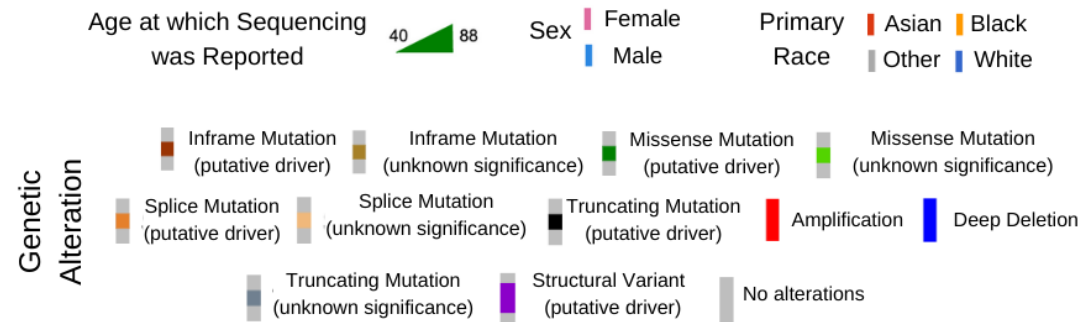 Age at which Sequencing
was Reported
40
88
Sex
Female
Male
Primary
Race
Asian
Black
Other
White
Genetic
Alteration
Inframe Mutation
(putative driver)
Inframe Mutation
(unknown significance)
Missense Mutation
(putative driver)
Missense Mutation
(unknown significance)
Splice Mutation
(putative driver)
Splice Mutation
(unknown significance)
Truncating Mutation
(putative driver)
Amplification
Deep Deletion
Truncating Mutation
(unknown significance)
Structural Variant
(putative driver)
No alterations